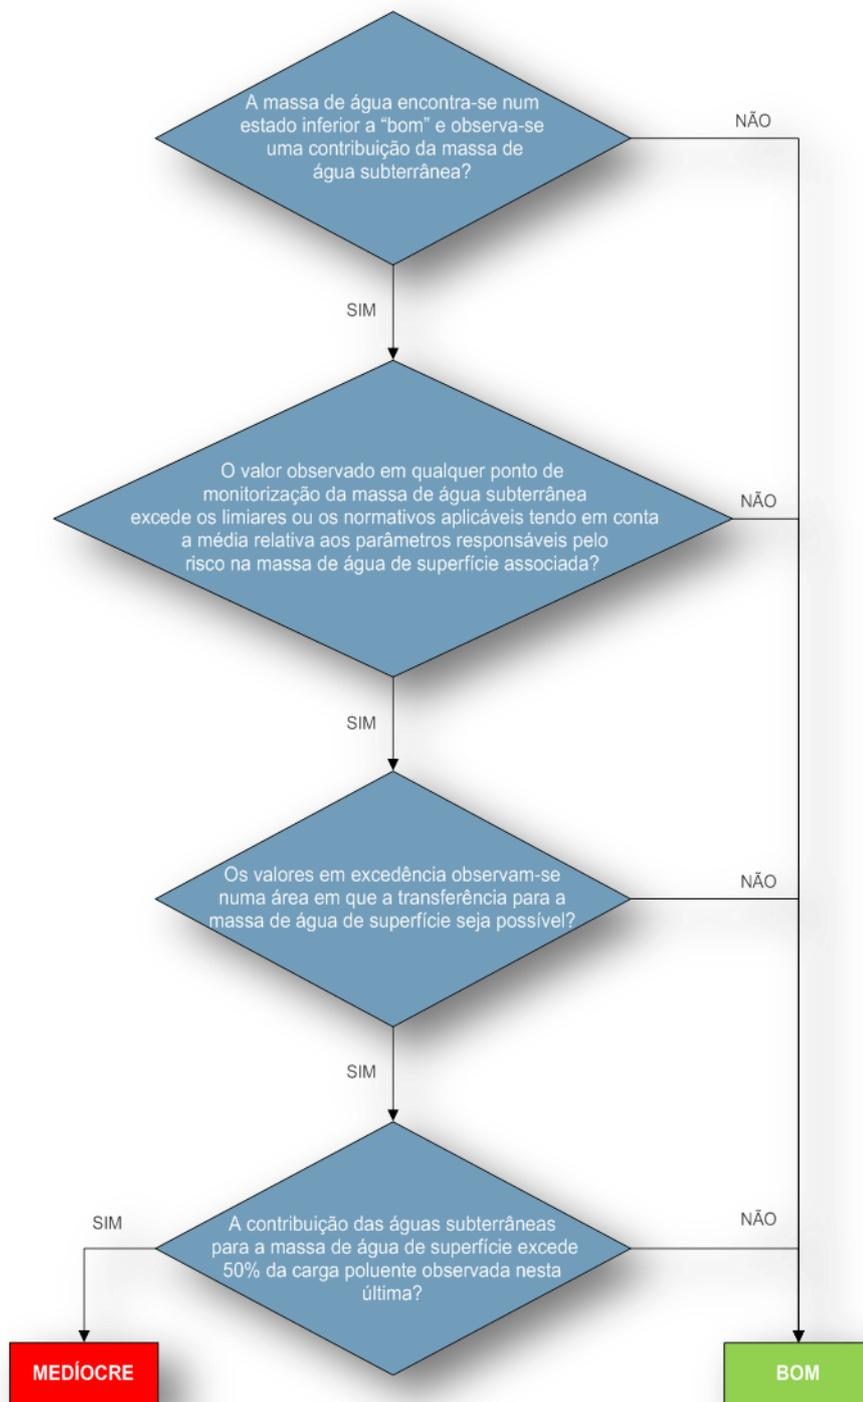 A massa de água encontra-se num
estado inferior a “bom” e observa-se
uma contribuição da massa de
água subterrânea?
NÃO
SIM
O valor observado em qualquer ponto de
monitorização da massa de água subterrânea
excede os limiares ou os normativos aplicáveis tendo em conta
a média relativa aos parâmetros responsáveis pelo
risco na massa de água de superfície associada?
NÃO
SIM
Os valores em excedência observam-se
numa área em que a transferência para a
massa de água de superfície seja possível?
NÃO
SIM
A contribuição das águas subterrâneas
para a massa de água de superfície excede
50% da carga poluente observada nesta
última?
SIM
NÃO
MEDÍOCRE
BOM